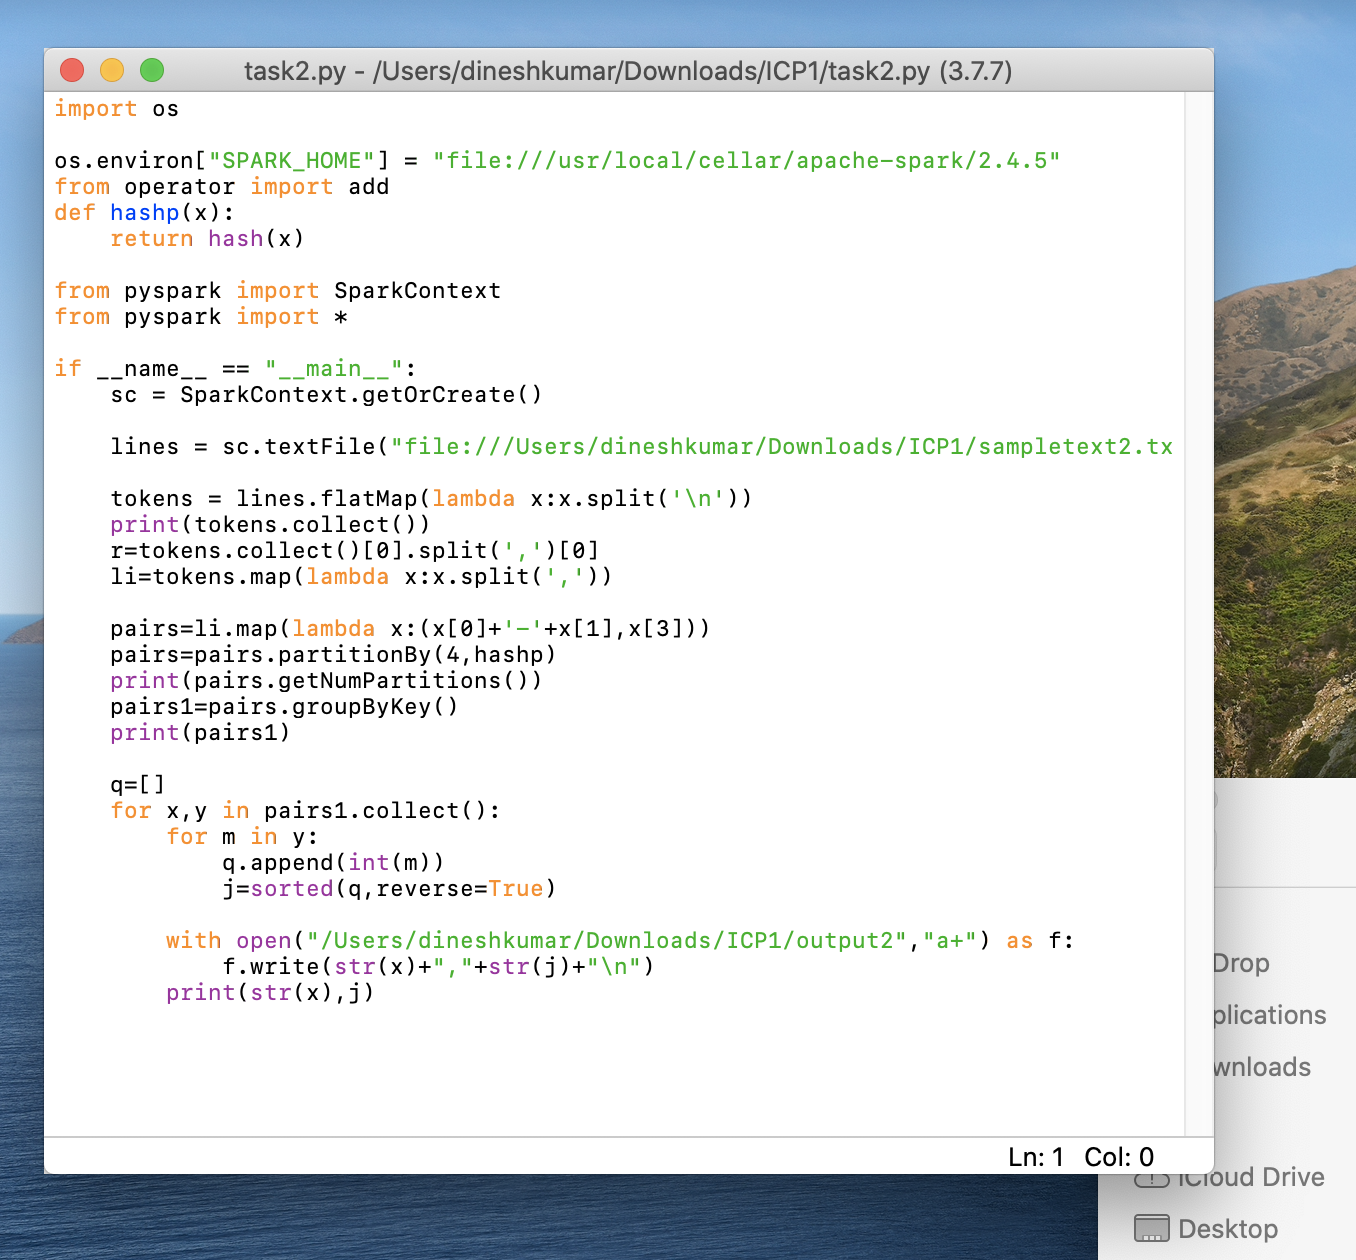 task2.py - /Users/dineshkumar/Downloads/ICP1/task2.py (3.7.7)
import os
os.environ["SPARK_HOME"] = "file:///usr/local/cellar/apache-spark/2.4.5"
from operator import add
def hashp(x):
    return hash(x)
from pyspark import SparkContext
from pyspark import *
if __name__ == "__main__":
    sc = SparkContext.getOrCreate()
    lines = sc.textFile("file:///Users/dineshkumar/Downloads/ICP1/sampletext2.tx
    tokens = lines.flatMap(lambda x:x.split('\n'))
    print(tokens.collect())
    r=tokens.collect()[0].split(',')[0]
    li=tokens.map(lambda x:x.split(','))
    pairs=li.map(lambda x:(x[0]+'-'+x[1],x[3]))
    pairs=pairs.partitionBy(4,hashp)
    print(pairs.getNumPartitions())
    pairs1=pairs.groupByKey()
    print(pairs1)
    q=[]
    for x,y in pairs1.collect():
        for m in y:
            q.append(int(m))
            j=sorted(q,reverse=True)
        with open("/Users/dineshkumar/Downloads/ICP1/output2","a+") as f:
            f.write(str(x)+","+str(j)+"\n")
        print(str(x),j)
Ln: 1 Col: 0
Drop
plications
wnloads
iCloud Drive
Desktop